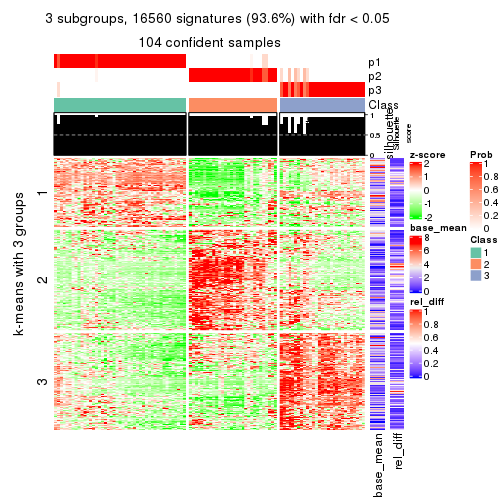 3 subgroups, 16560 signatures (93.6%) with fdr < 0.05
104 confident samples
p1
p2
p3
Class
1
0.5
0
silhouette
Silhouette
score
k-means with 3 groups
1
2
3
base_mean
rel_diff
z-score
2
1
0
-1
-2
base_mean
8
6
4
2
0
rel_diff
1
0.8
0.6
0.4
0.2
0
Prob
1
0.8
0.6
0.4
0.2
0
Class
1
2
3